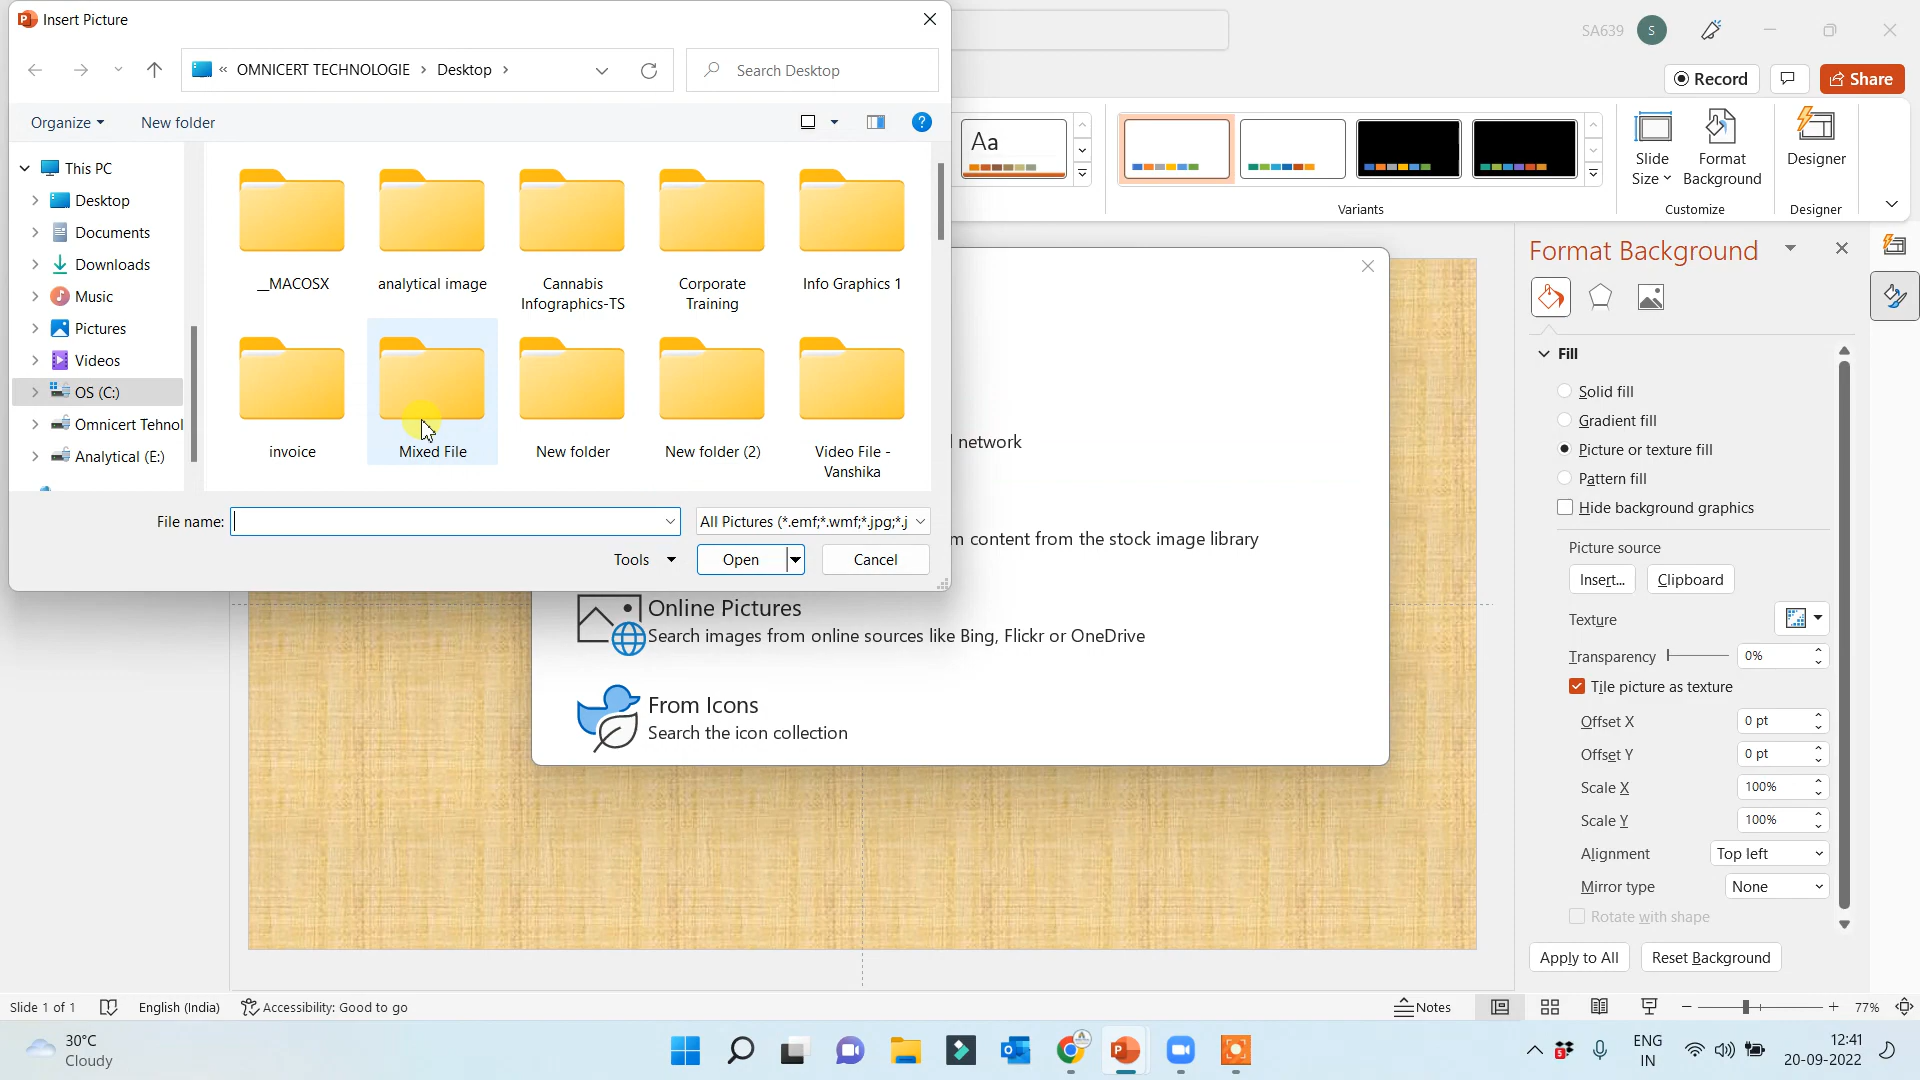 Insert Picture
SA639
S
« OMNICERT TECHNOLOGIE › Desktop ›
Search Desktop
Record
Share
Organize
New folder
?
Aa
Slide Size
Format Background
Designer
Variants
Customize
Designer
This PC
Desktop
Documents
Downloads
Music
Pictures
Videos
OS (C:)
Omnicert Tehnol
Analytical (E:)
__MACOSX
analytical image
Cannabis
Infographics-TS
Corporate
Training
Info Graphics 1
invoice
Mixed File
New folder
New folder (2)
Video File -
Vanshika
File name:
All Pictures (*.emf;*.wmf;*.jpg;*.j
Tools
Open
Cancel
network
m content from the stock image library
Online Pictures
Search images from online sources like Bing, Flickr or OneDrive
From Icons
Search the icon collection
Format Background
Fill
Solid fill
Gradient fill
Picture or texture fill
Pattern fill
Hide background graphics
Picture source
Insert...
Clipboard
Texture
Transparency
0%
Tile picture as texture
Offset X
0 pt
Offset Y
0 pt
Scale X
100%
Scale Y
100%
Alignment
Top left
Mirror type
None
Rotate with shape
Apply to All
Reset Background
Slide 1 of 1
English (India)
Accessibility: Good to go
Notes
77%
30°C
Cloudy
5
ENG
IN
12:41
20-09-2022